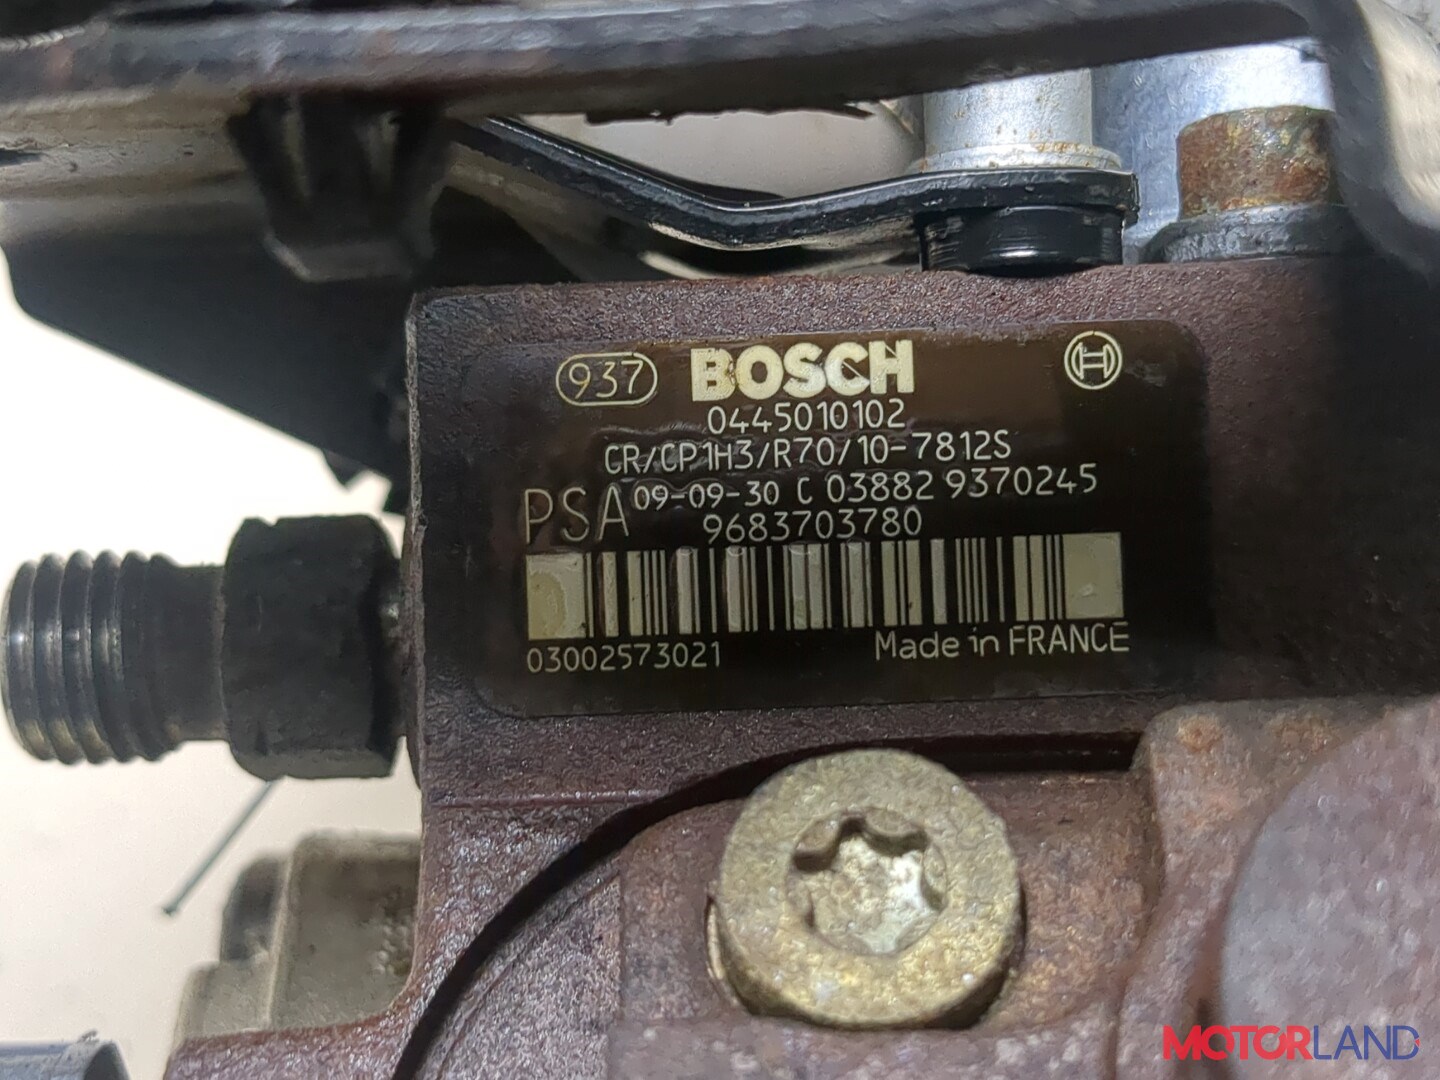 937 BOSCH
0445010102
CR/CP1H3/R70/10-7812S
PSA 09-09-30 C 03882 9370245
9683703780
03002573021 Made in FRANCE
MOTORLAND